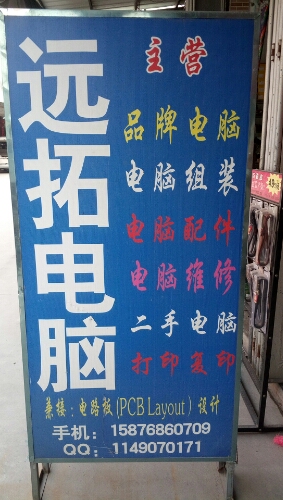 远拓电脑
主营
品牌电脑
电脑组装
电脑配件
电脑维修
二手电脑
打印复印
兼接：电路板(PCB Layout）设计
手机：15876860709
QQ：1149070171